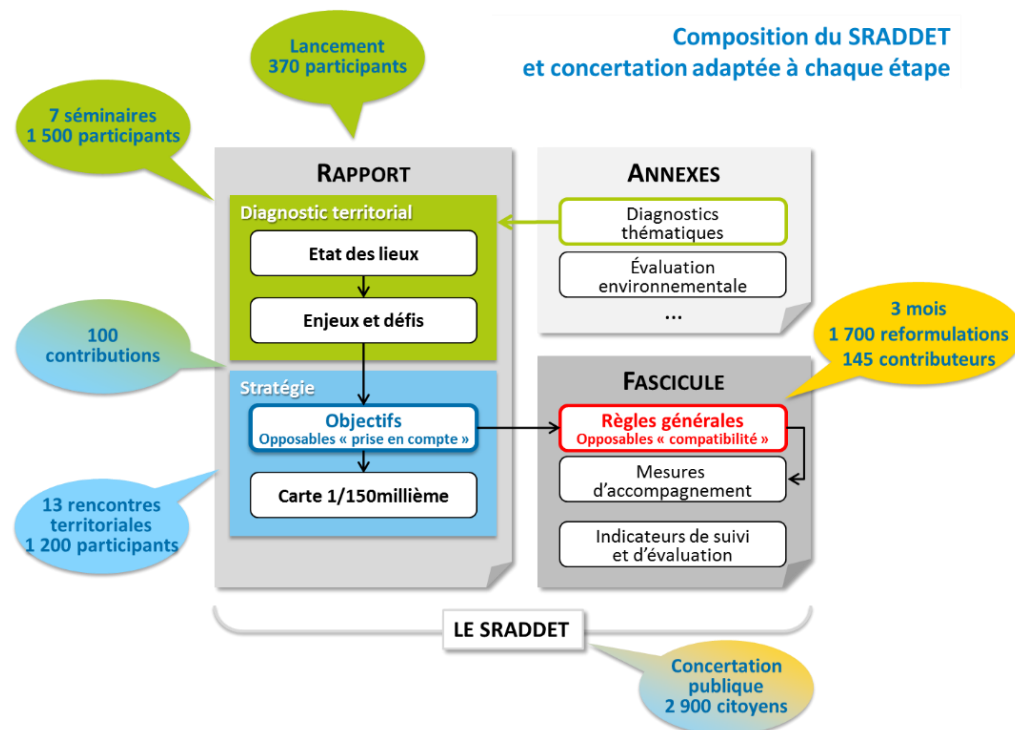 Composition du SRADDET
et concertation adaptée à chaque étape
Lancement
370 participants
7 séminaires
1 500 participants
RAPPORT
Diagnostic territorial
Etat des lieux
Enjeux et défis
100
contributions
Stratégie
Objectifs
Opposables « prise en compte »
Carte 1/150millième
13 rencontres
territoriales
1 200 participants
ANNEXES
Diagnostics
thématiques
Évaluation
environnementale
...
3 mois
1 700 reformulations
145 contributeurs
FASCICULE
Règles générales
Opposables « compatibilité »
Mesures
d'accompagnement
Indicateurs de suivi
et d'évaluation
LE SRADDET
Concertation
publique
2 900 citoyens